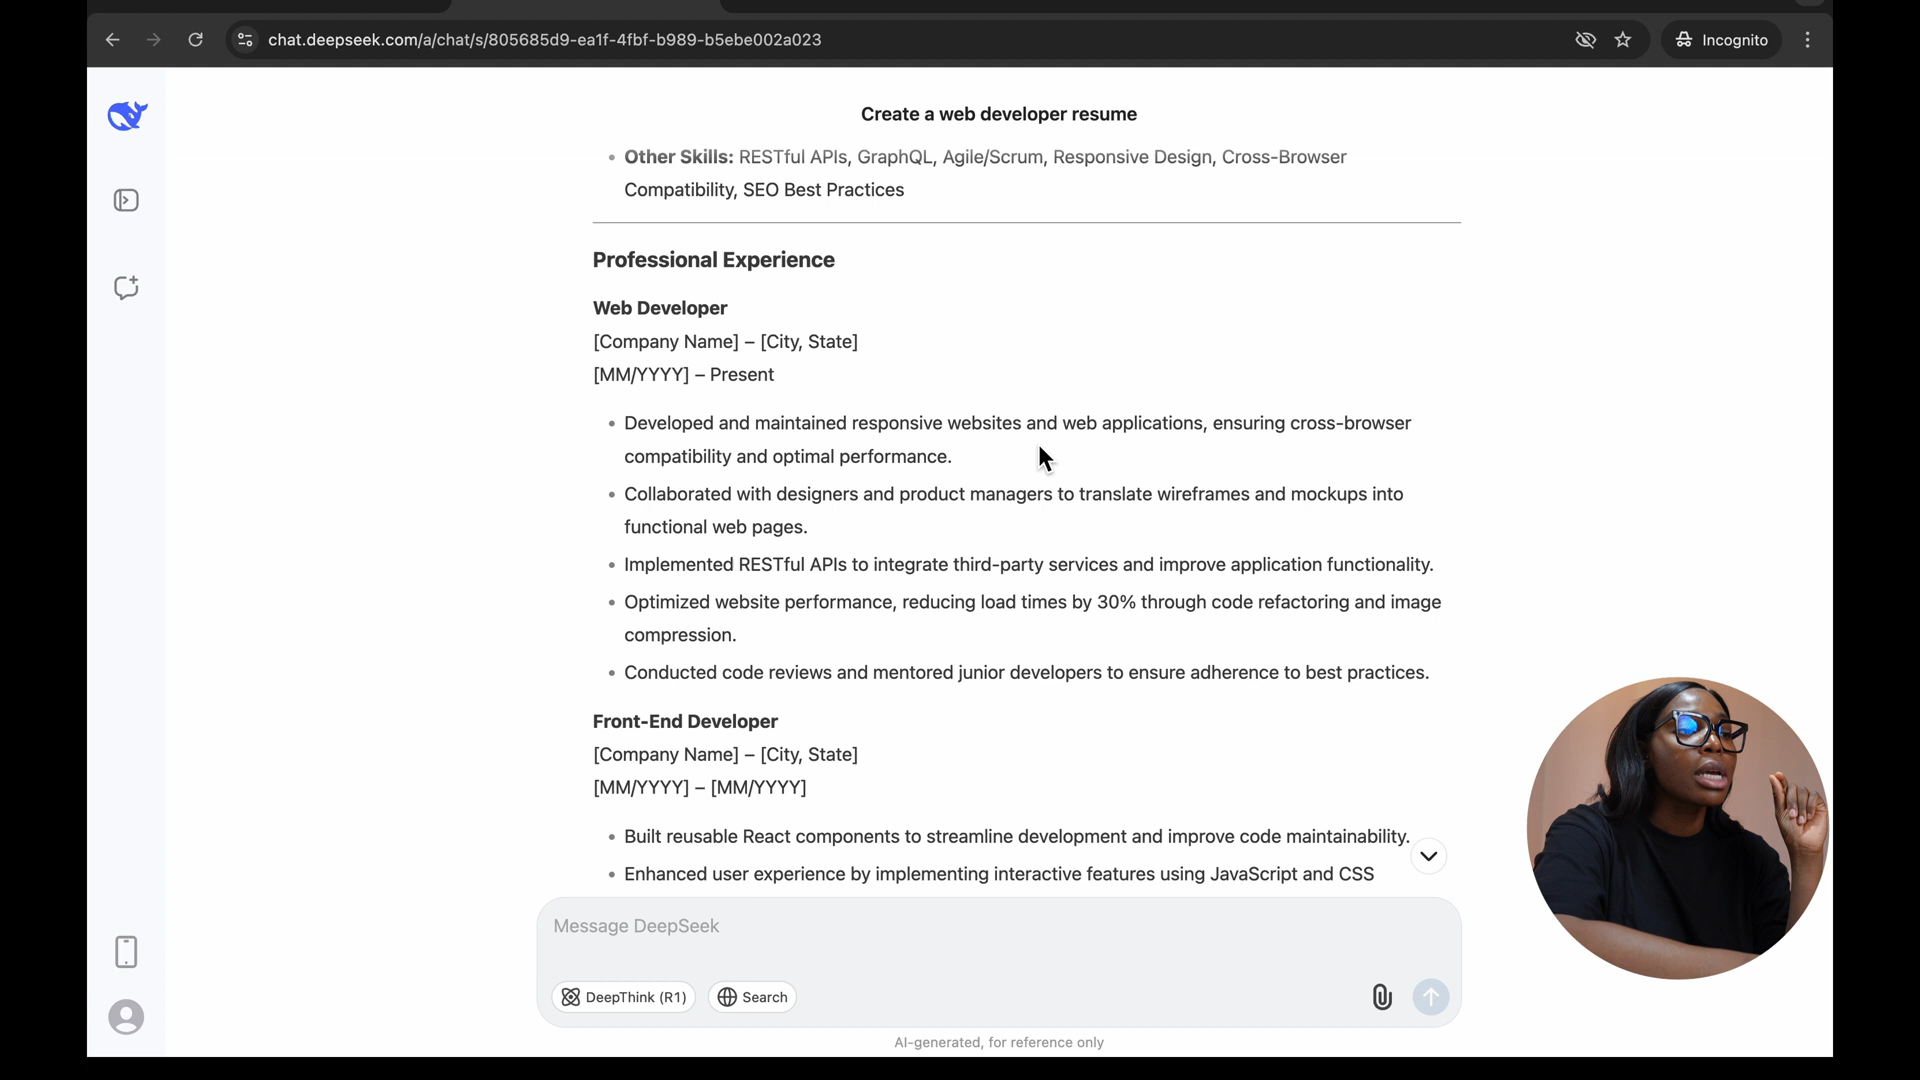 chat.deepseek.com/a/chat/s/805685d9-ea1f-4fbf-b989-b5ebe002a023
Incognito
Create a web developer resume
• Other Skills: RESTful APIs, GraphQL, Agile/Scrum, Responsive Design, Cross-Browser
Compatibility, SEO Best Practices
Professional Experience
Web Developer
[Company Name] – [City, State]
[MM/YYYY] – Present
• Developed and maintained responsive websites and web applications, ensuring cross-browser
compatibility and optimal performance.
• Collaborated with designers and product managers to translate wireframes and mockups into
functional web pages.
• Implemented RESTful APIs to integrate third-party services and improve application functionality.
• Optimized website performance, reducing load times by 30% through code refactoring and image
compression.
• Conducted code reviews and mentored junior developers to ensure adherence to best practices.
Front-End Developer
[Company Name] – [City, State]
[MM/YYYY] – [MM/YYYY]
• Built reusable React components to streamline development and improve code maintainability.
• Enhanced user experience by implementing interactive features using JavaScript and CSS
Message DeepSeek
DeepThink (R1)
Search
AI-generated, for reference only